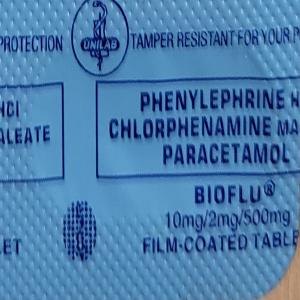 PROTECTION
UNILAB
TAMPER RESISTANT FOR YOUR P
HCl
ALEATE
PHENYLEPHRINE H
CHLORPHENAMINE MA
PARACETAMOL
BIOFLU®
10mg/2mg/500mg
LET
FILM-COATED TABLE